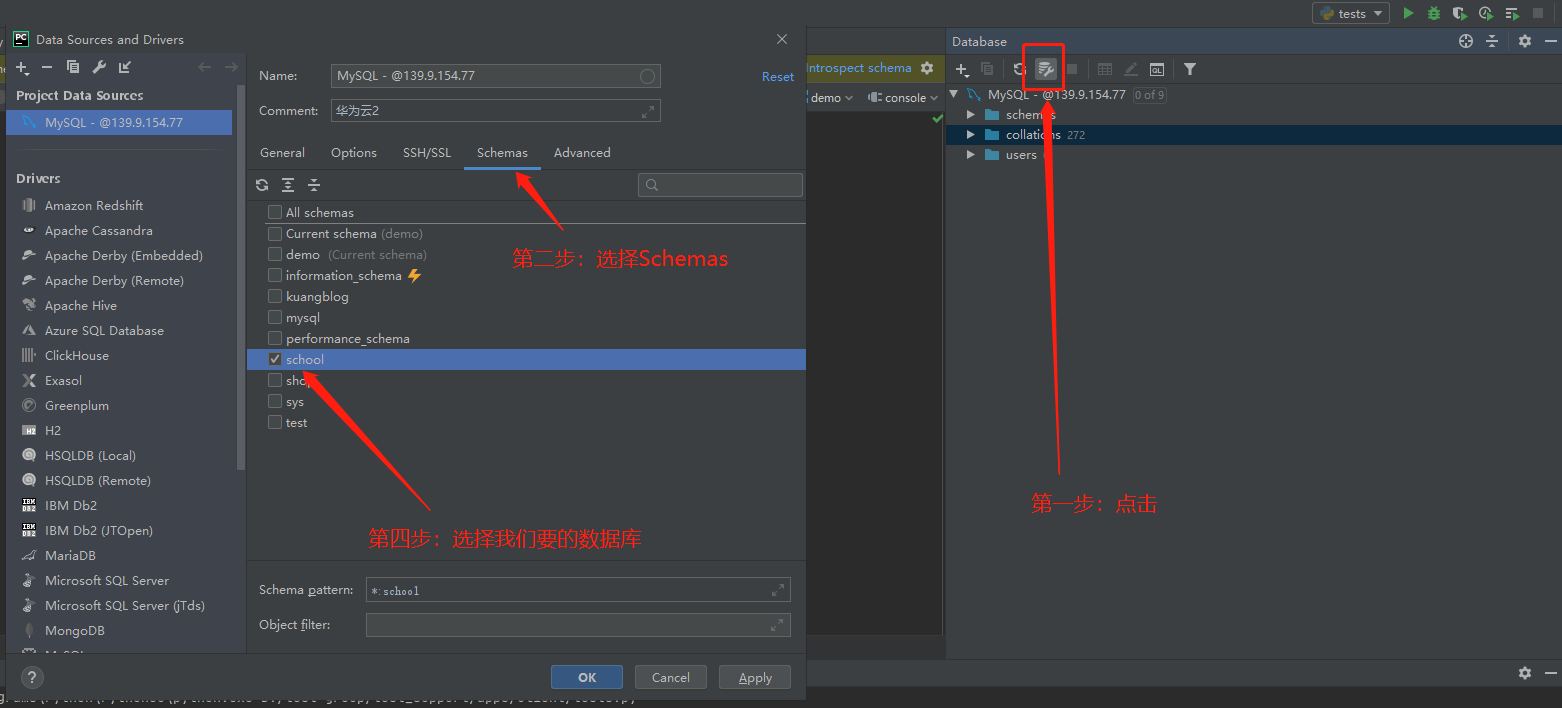 tests
PC Data Sources and Drivers
Database
Project Data Sources
MySQL - @139.9.154.77
Drivers
Amazon Redshift
Apache Cassandra
Apache Derby (Embedded)
Apache Derby (Remote)
Apache Hive
Azure SQL Database
ClickHouse
Exasol
Greenplum
H2
HSQLDB (Local)
HSQLDB (Remote)
IBM Db2
IBM Db2 (JTOpen)
MariaDB
Microsoft SQL Server
Microsoft SQL Server (jTds)
MongoDB
Name:
MySQL - @139.9.154.77
Reset
Comment:
华为云2
General
Options
SSH/SSL
Schemas
Advanced
All schemas
Current schema (demo)
demo (Current schema)
information_schema
kuangblog
mysql
performance_schema
school
sys
test
第二步：选择Schemas
第四步：选择我们要的数据库
Schema pattern:
*:school
Object filter:
OK
Cancel
Apply
?
ntrospect schema
demo
console
QL
MySQL - @139.9.154.77 0 of 9
schemas
collations 272
users
第一步：点击